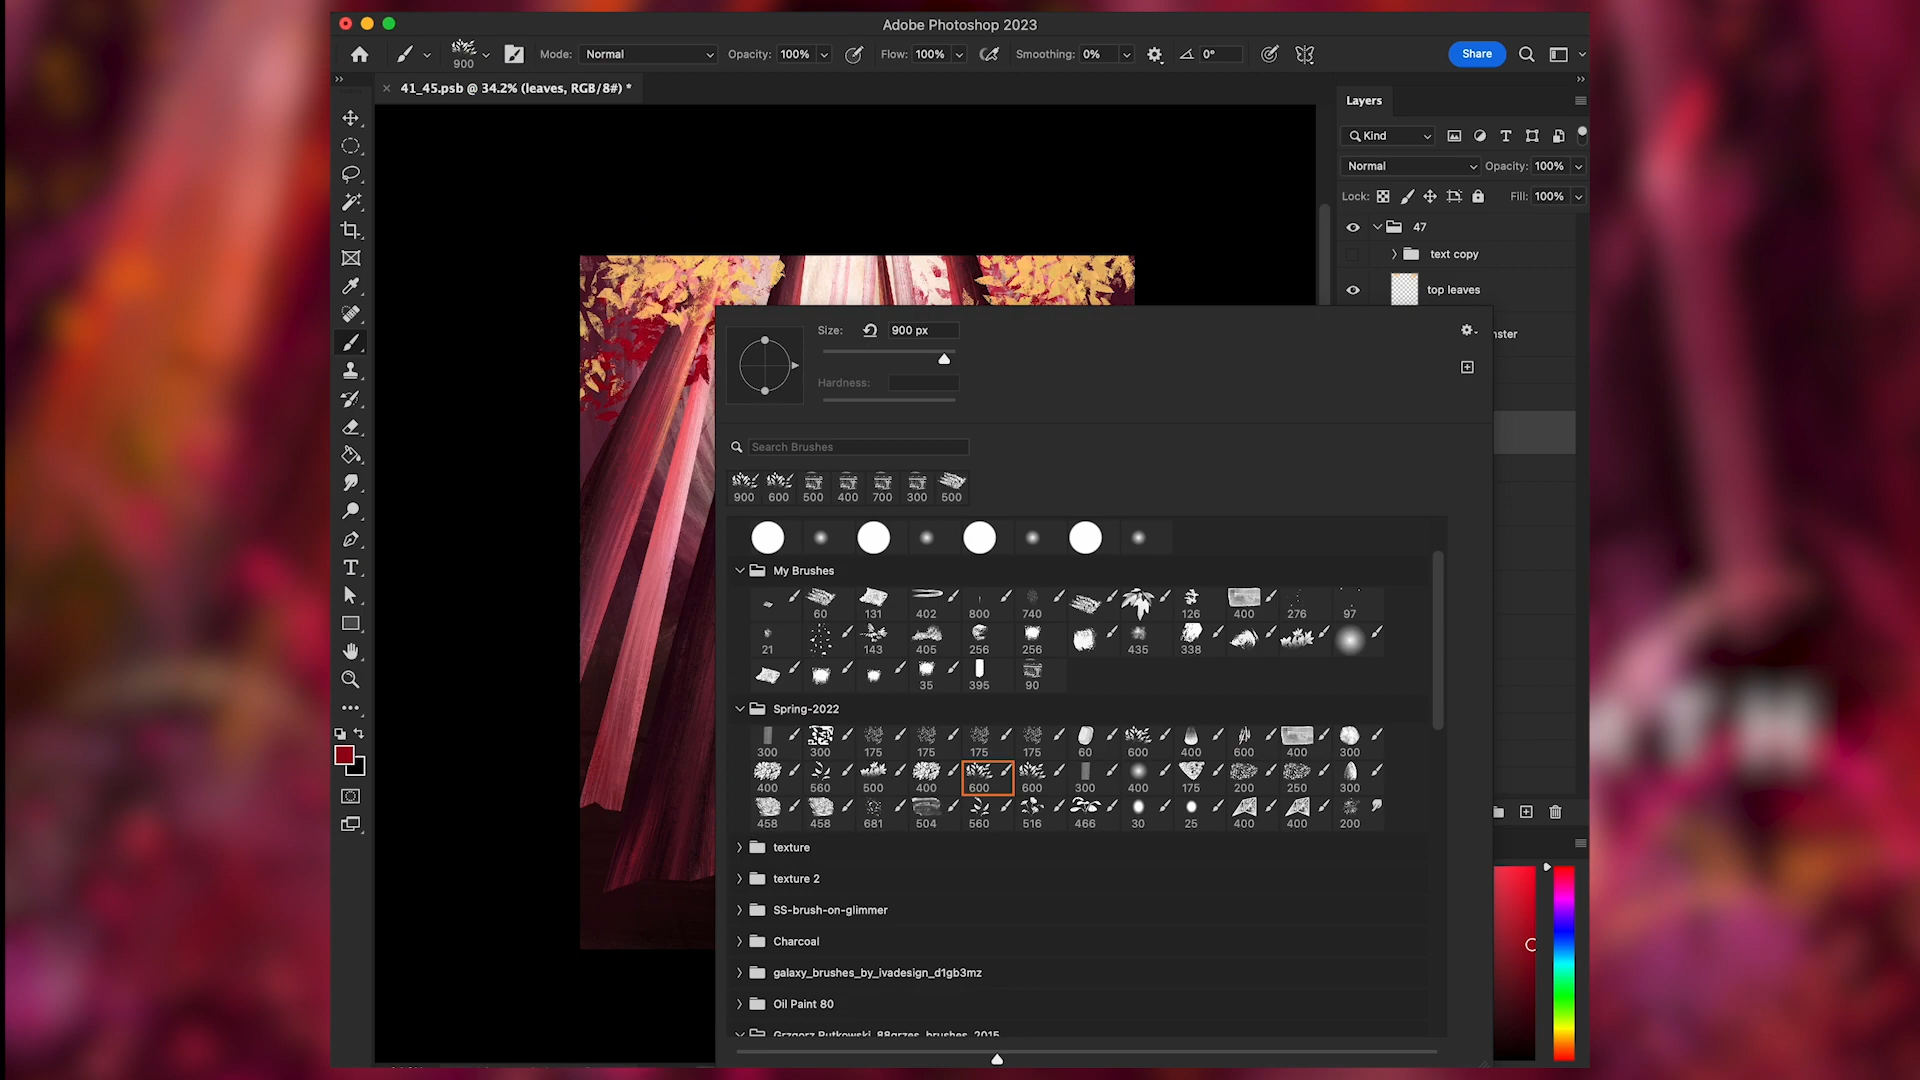 Adobe Photoshop 2023
900
Mode: Normal
Opacity: 100%
Flow: 100%
Smoothing: 0%
0°
Share
41_45.psb @ 34.2% (leaves, RGB/8#) *
Layers
Kind
Normal
Opacity: 100%
Lock:
Fill: 100%
47
text copy
top leaves
Size: 900 px
Hardness:
Search Brushes
900 600 500 400 700 300 500
My Brushes
60 131 402 800 740 126 400 276 97
21 143 405 256 256 435 338
35 395 90
Spring-2022
300 300 175 175 175 175 60 600 400 600 400 300
400 560 500 400 600 600 300 400 175 200 250 300
458 458 681 504 560 516 466 30 25 400 400 200
texture
texture 2
SS-brush-on-glimmer
Charcoal
galaxy_brushes_by_ivadesign_d1gb3mz
Oil Paint 80